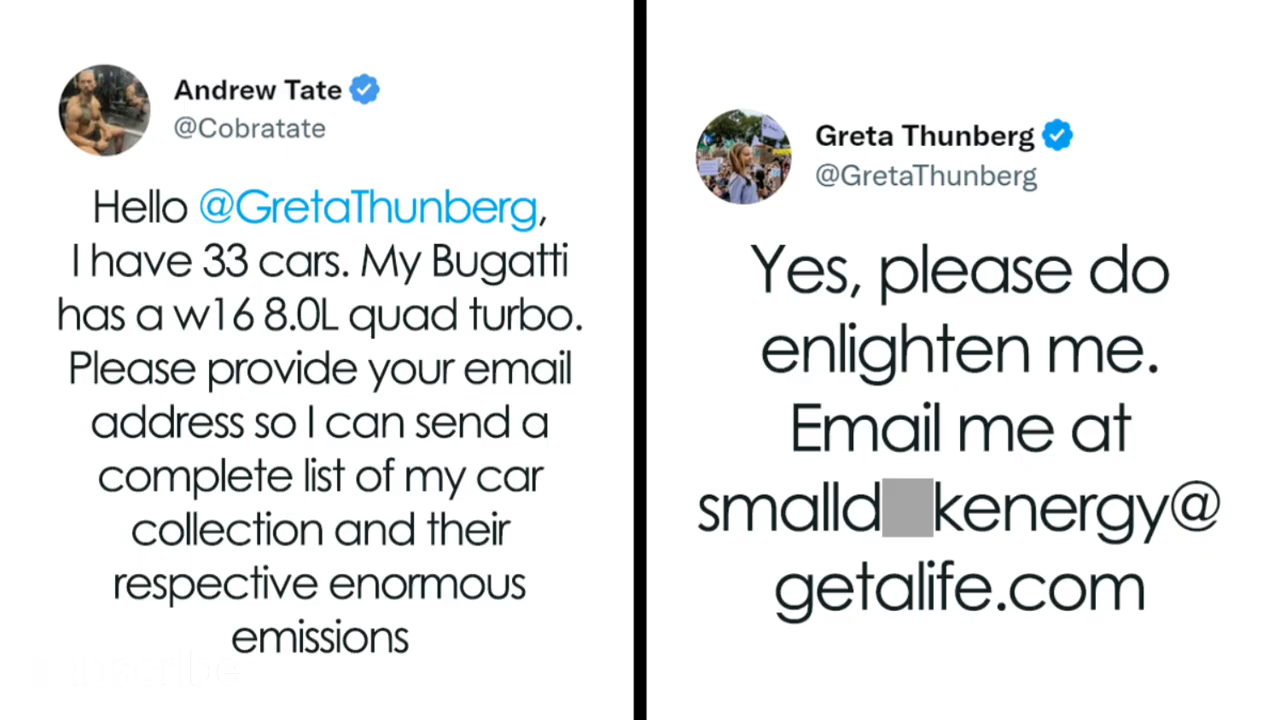 Andrew Tate
@Cobratate
Hello @GretaThunberg,
I have 33 cars. My Bugatti
has a w16 8.0L quad turbo.
Please provide your email
address so I can send a
complete list of my car
collection and their
respective enormous
emissions
Greta Thunberg
@GretaThunberg
Yes, please do
enlighten me.
Email me at
smalld kenergy@
getalife.com